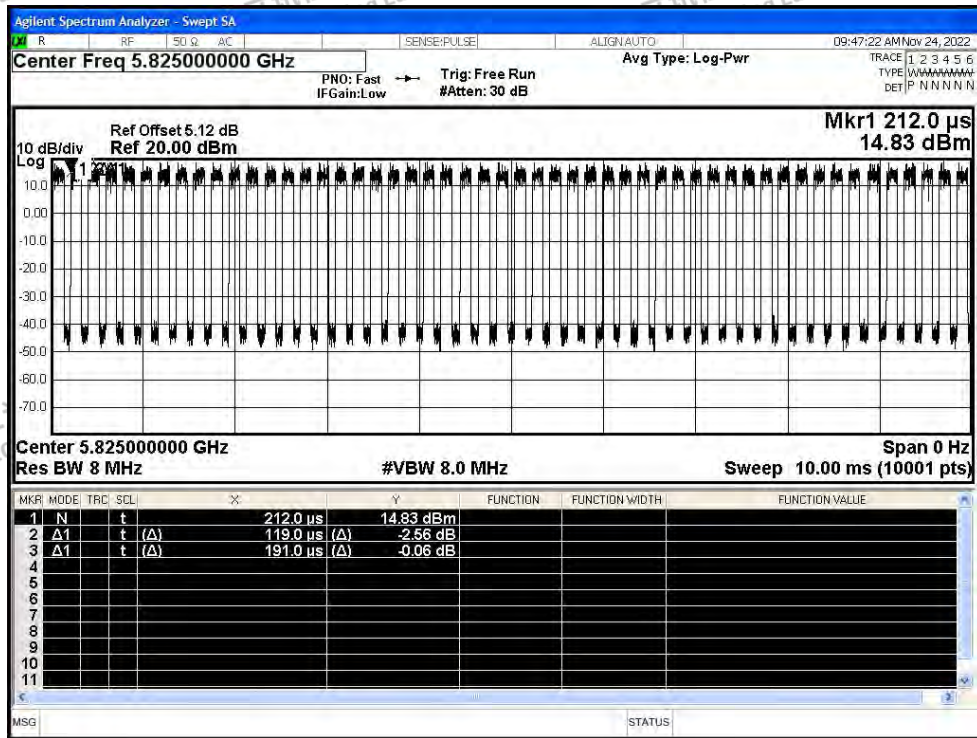 Agilent Spectrum Analyzer - Swept SA
LXI R RF 50 Ω AC SENSE:PULSE ALIGN AUTO 09:47:22 AM Nov 24, 2022
Center Freq 5.825000000 GHz Avg Type: Log-Pwr TRACE 1 2 3 4 5 6
PNO: Fast Trig: Free Run TYPE WWWWWW
IFGain:Low #Atten: 30 dB DET P N N N N N
Mkr1 212.0 µs
Ref Offset 5.12 dB
10 dB/div Ref 20.00 dBm 14.83 dBm
Log
1
10.0
0.00
-10.0
-20.0
-30.0
-40.0
-50.0
-60.0
-70.0
Center 5.825000000 GHz Span 0 Hz
Res BW 8 MHz #VBW 8.0 MHz Sweep 10.00 ms (10001 pts)
MKR MODE TRC SCL X Y FUNCTION FUNCTION WIDTH FUNCTION VALUE
1 N t 212.0 µs 14.83 dBm
2 Δ1 t (Δ) 119.0 µs (Δ) -2.56 dB
3 Δ1 t (Δ) 191.0 µs (Δ) -0.06 dB
4
5
6
7
8
9
10
11
MSG STATUS